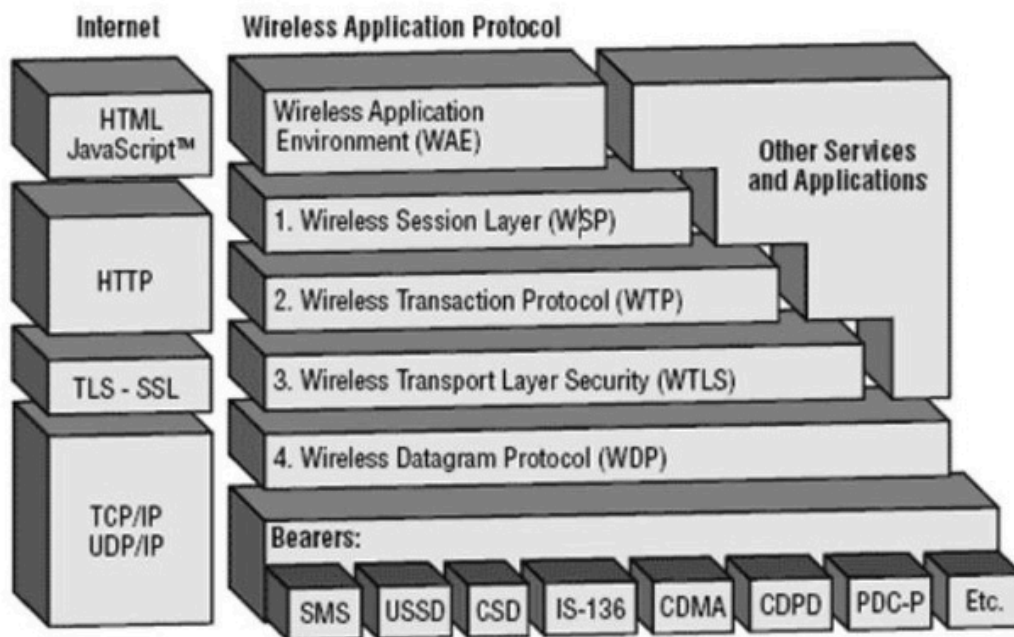 Internet
Wireless Application Protocol
HTML
JavaScript™
HTTP
TLS - SSL
TCP/IP
UDP/IP
Wireless Application
Environment (WAE)
1. Wireless Session Layer (WSP)
2. Wireless Transaction Protocol (WTP)
3. Wireless Transport Layer Security (WTLS)
4. Wireless Datagram Protocol (WDP)
Other Services
and Applications
Bearers:
SMS
USSD
CSD
IS-136
CDMA
CDPD
PDC-P
Etc.